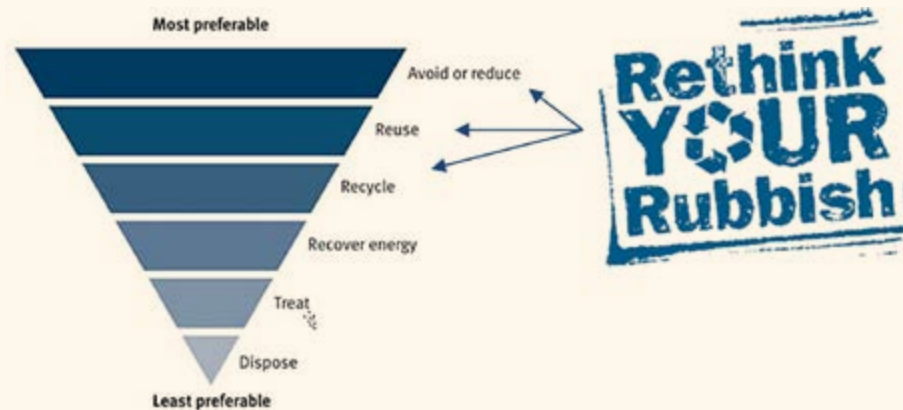 Most preferable
Avoid or reduce
Reuse
Recycle
Recover energy
Treat
Dispose
Least preferable
Rethink
YOUR
Rubbish